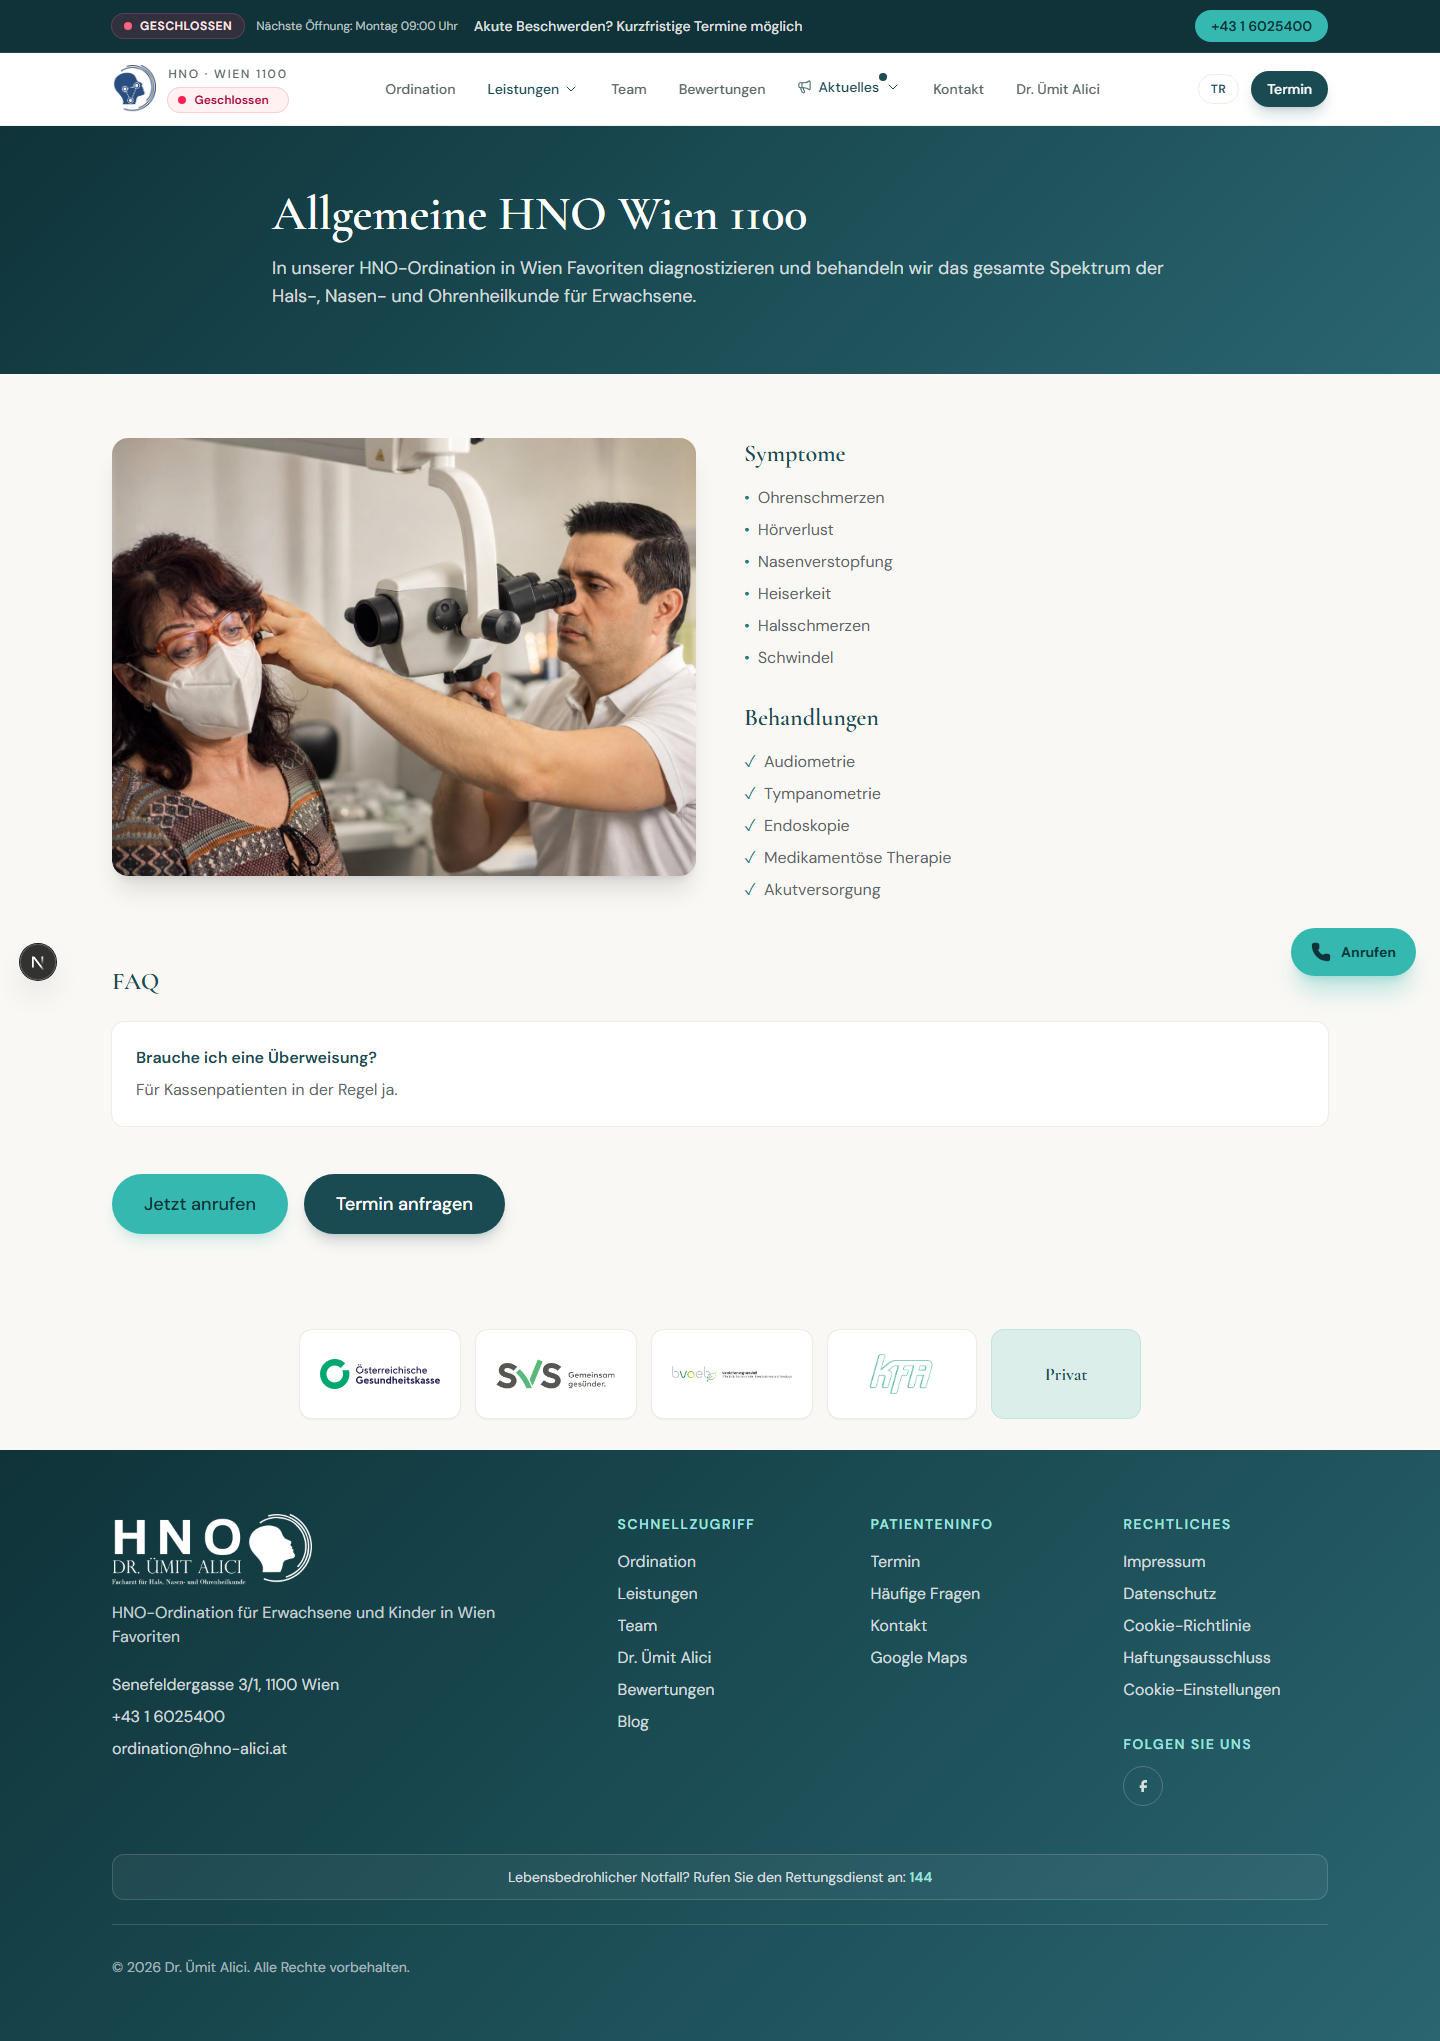 GESCHLOSSEN
Nächste Öffnung: Montag 09:00 Uhr
Akute Beschwerden? Kurzfristige Termine möglich
+43 1 6025400
HNO · WIEN 1100
Geschlossen
Ordination
Leistungen
Team
Bewertungen
Aktuelles
Kontakt
Dr. Ümit Alici
TR
Termin
Allgemeine HNO Wien 1100
In unserer HNO-Ordination in Wien Favoriten diagnostizieren und behandeln wir das gesamte Spektrum der
Hals-, Nasen- und Ohrenheilkunde für Erwachsene.
Symptome
• Ohrenschmerzen
• Hörverlust
• Nasenverstopfung
• Heiserkeit
• Halsschmerzen
• Schwindel
Behandlungen
✓ Audiometrie
✓ Tympanometrie
✓ Endoskopie
✓ Medikamentöse Therapie
✓ Akutversorgung
N
Anrufen
FAQ
Brauche ich eine Überweisung?
Für Kassenpatienten in der Regel ja.
Jetzt anrufen
Termin anfragen
Österreichische
Gesundheitskasse
SVS
Gemeinsam
gesünder.
bvaeb
KFA
Privat
HNO
DR. ÜMIT ALICI
Facharzt für Hals, Nasen- und Ohrenheilkunde
HNO-Ordination für Erwachsene und Kinder in Wien
Favoriten
Senefeldergasse 3/1, 1100 Wien
+43 1 6025400
ordination@hno-alici.at
SCHNELLZUGRIFF
Ordination
Leistungen
Team
Dr. Ümit Alici
Bewertungen
Blog
PATIENTENINFO
Termin
Häufige Fragen
Kontakt
Google Maps
RECHTLICHES
Impressum
Datenschutz
Cookie-Richtlinie
Haftungsausschluss
Cookie-Einstellungen
FOLGEN SIE UNS
Lebensbedrohlicher Notfall? Rufen Sie den Rettungsdienst an: 144
© 2026 Dr. Ümit Alici. Alle Rechte vorbehalten.